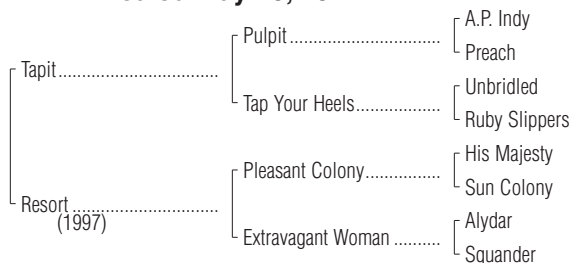 A.P. Indy
Pulpit
Preach
Tapit
Unbridled
Tap Your Heels
Ruby Slippers
His Majesty
Pleasant Colony
Sun Colony
Resort
(1997)
Alydar
Extravagant Woman
Squander